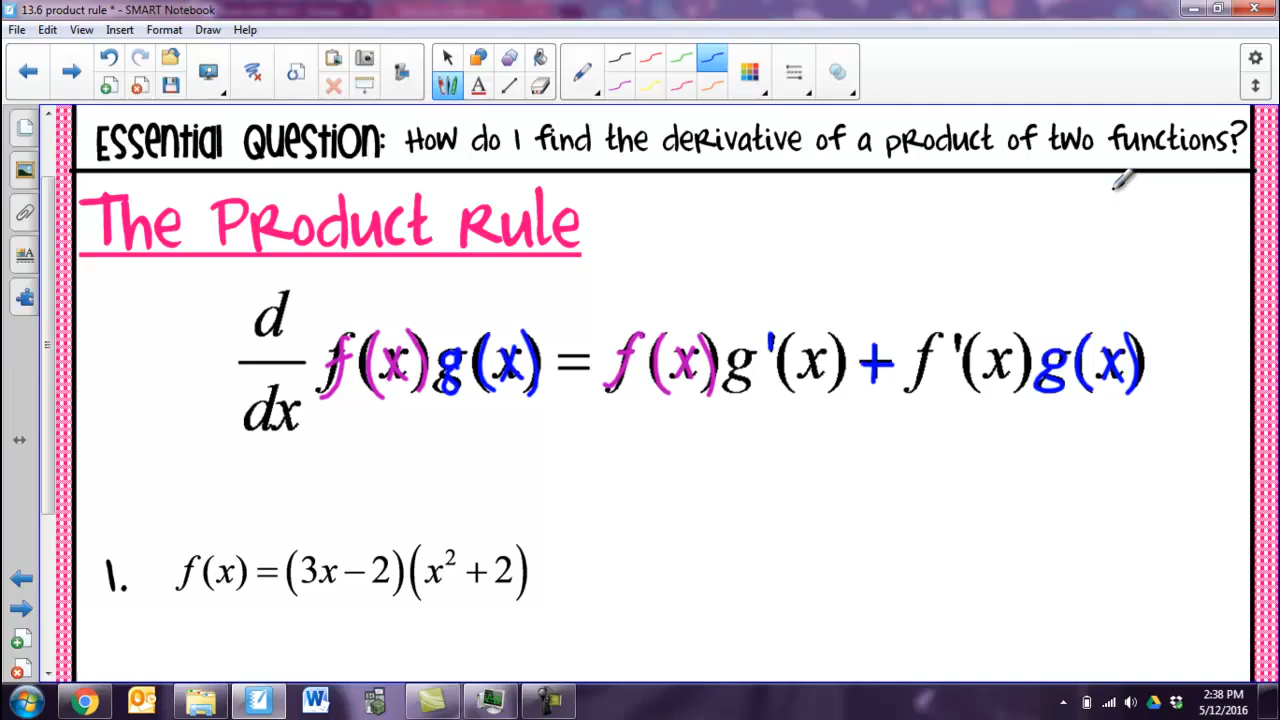 13.6 product rule * - SMART Notebook
File Edit View Insert Format Draw Help
Essential Question: How do I find the derivative of a product of two functions?
The Product Rule
d/dx f(x)g(x) = f(x)g'(x) + f'(x)g(x)
1. f(x) = (3x − 2)(x² + 2)
2:38 PM
5/12/2016